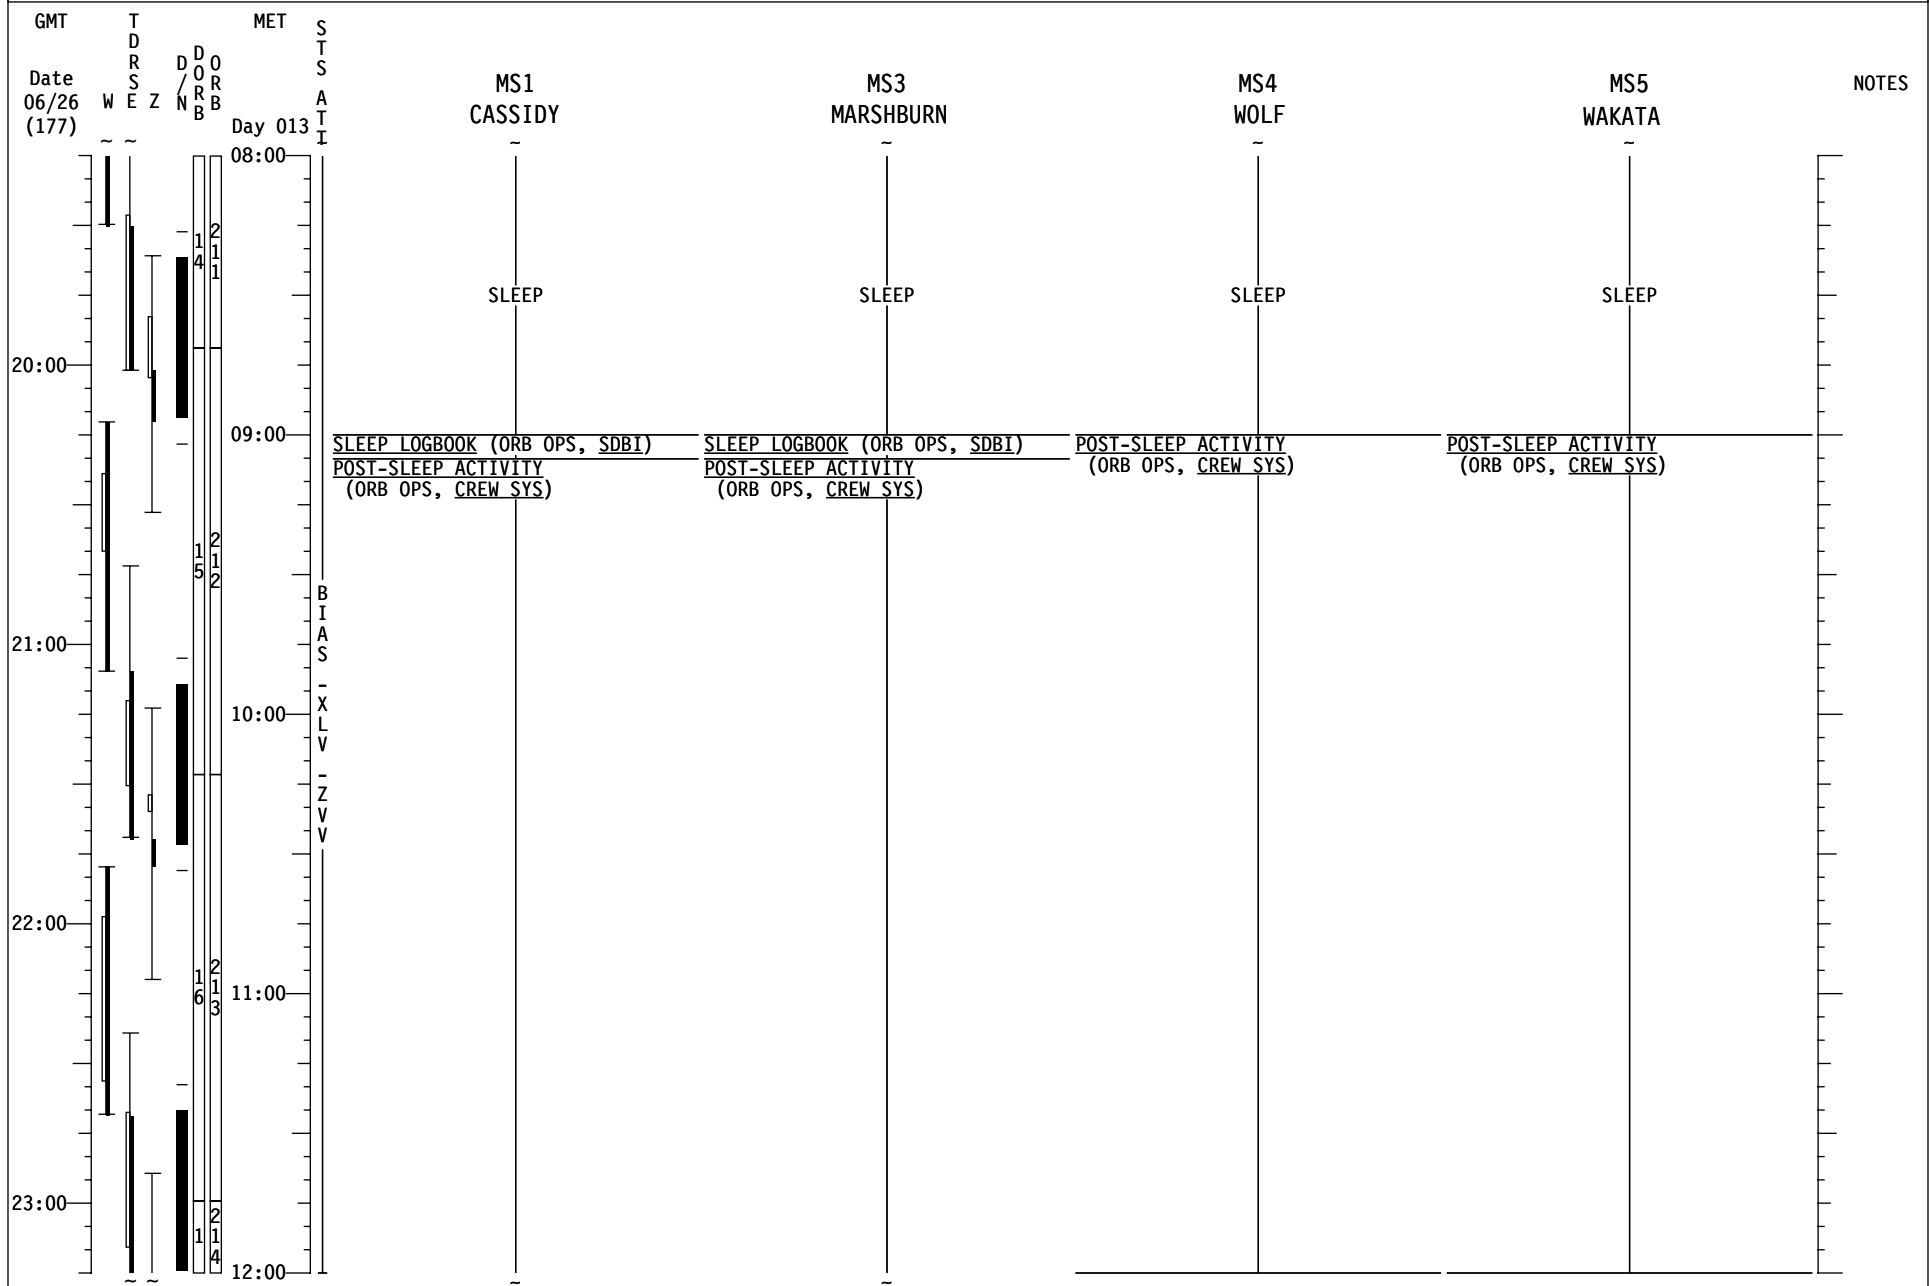 GMT
Date
06/26
(177)
TDRS
W E Z
D/N
DORB
ORB
MET
Day 013
STS ATT
MS1
CASSIDY
MS3
MARSHBURN
MS4
WOLF
MS5
WAKATA
NOTES
~ ~ ~ ~ ~ ~
08:00
14 211
SLEEP SLEEP SLEEP SLEEP
20:00
09:00
SLEEP LOGBOOK (ORB OPS, SDBI)
POST-SLEEP ACTIVITY
(ORB OPS, CREW SYS)
SLEEP LOGBOOK (ORB OPS, SDBI)
POST-SLEEP ACTIVITY
(ORB OPS, CREW SYS)
POST-SLEEP ACTIVITY
(ORB OPS, CREW SYS)
POST-SLEEP ACTIVITY
(ORB OPS, CREW SYS)
15 212
BIAS -XLV -ZVV
21:00
10:00
22:00
16 213
11:00
23:00
1 214
12:00
~ ~ ~ ~